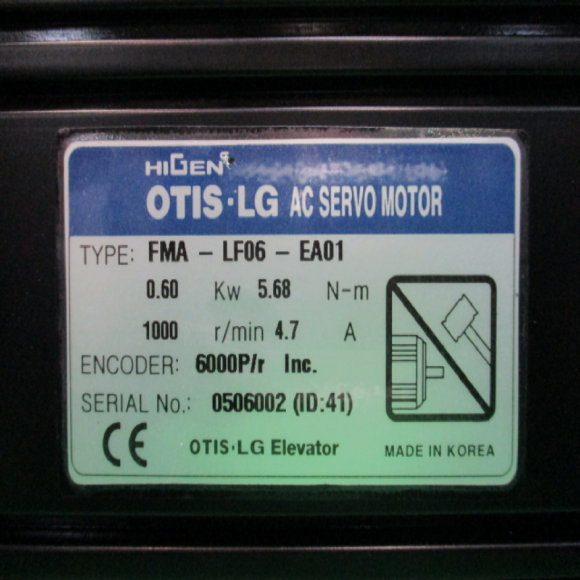 HIGEN
OTIS·LG AC SERVO MOTOR
TYPE: FMA - LF06 - EA01
0.60 Kw 5.68 N-m
1000 r/min 4.7 A
ENCODER: 6000P/r Inc.
SERIAL No.: 0506002 (ID:41)
CE OTIS·LG Elevator MADE IN KOREA